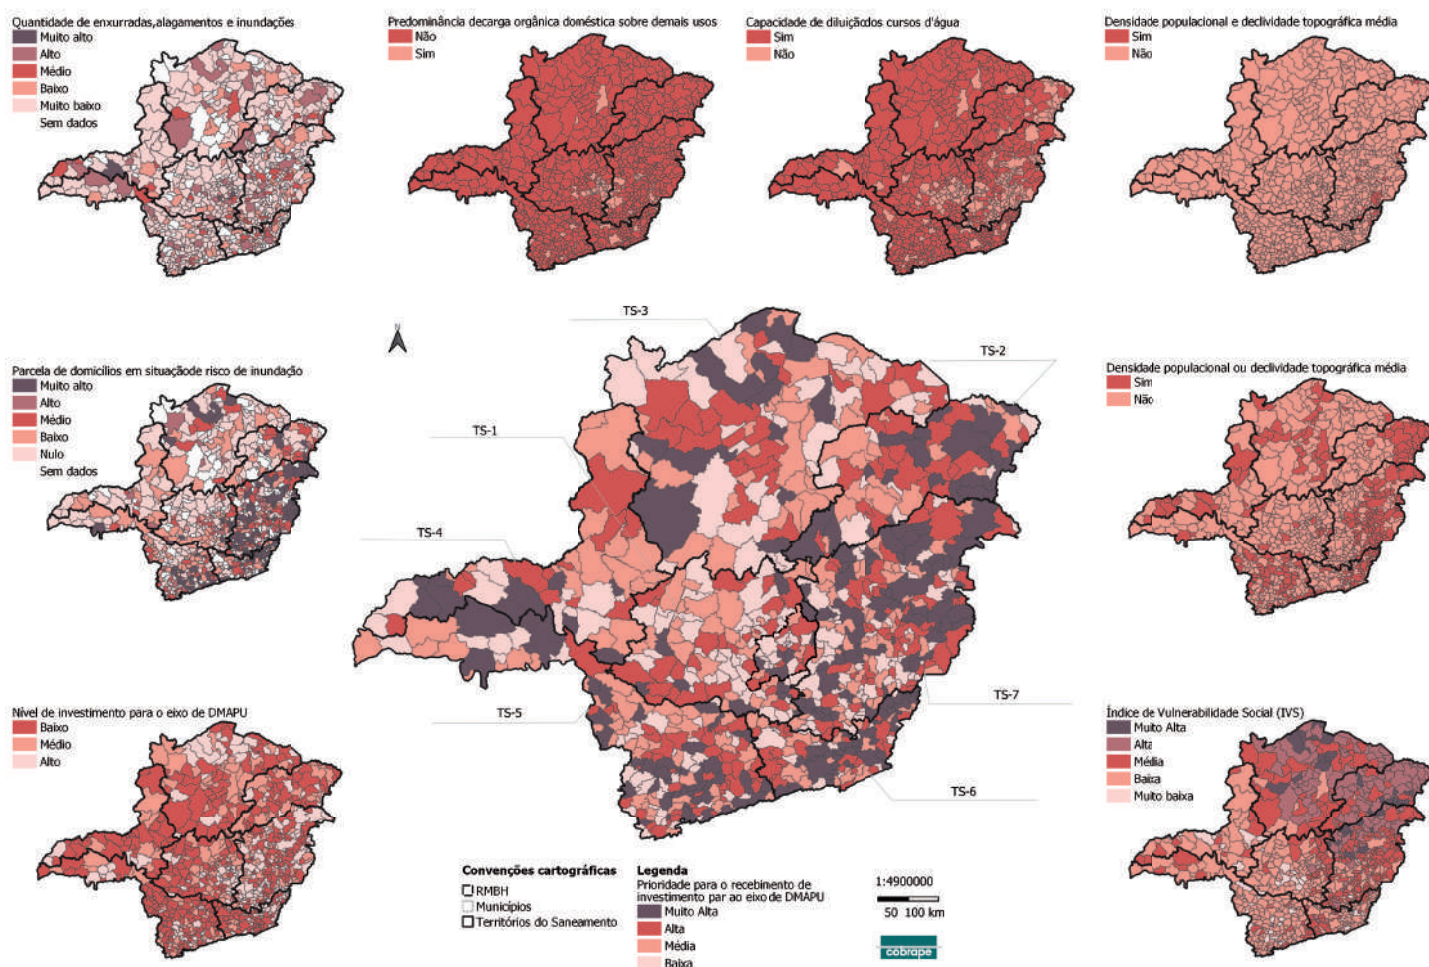 Quantidade de enxurradas,alagamentos e inundações
Muito alto
Alto
Médio
Baixo
Muito baixo
Sem dados
Predominância decarga orgânica doméstica sobre demais usos
Não
Sim
Capacidade de diluiçãodos cursos d'água
Sim
Não
Densidade populacional e declividade topográfica média
Sim
Não
Parcela de domicílios em situaçãode risco de inundação
Muito alto
Alto
Médio
Baixo
Nulo
Sem dados
N
TS-3
TS-2
TS-1
TS-4
TS-5
TS-7
TS-6
Densidade populacional ou declividade topográfica média
Sim
Não
Nível de investimento para o eixo de DMAPU
Baixo
Médio
Alto
Índice de Vulnerabilidade Social (IVS)
Muito Alta
Alta
Média
Baixa
Muito baixa
Convenções cartográficas
RMBH
Municípios
Territórios do Saneamento
Legenda
Prioridade para o recebimento de
investimento par ao eixo de DMAPU
Muito Alta
Alta
Média
Baixa
1:4900000
50 100 km
cobrape